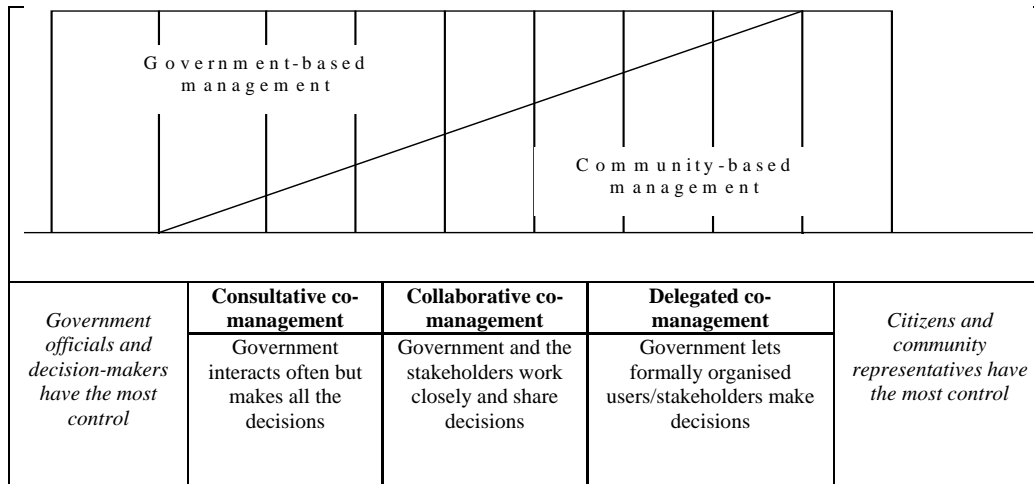 Government-based
management
Community-based
management
Government
officials and
decision-makers
have the most
control
Consultative co-
management
Government
interacts often but
makes all the
decisions
Collaborative co-
management
Government and the
stakeholders work
closely and share
decisions
Delegated co-
management
Government lets
formally organised
users/stakeholders make
decisions
Citizens and
community
representatives have
the most control